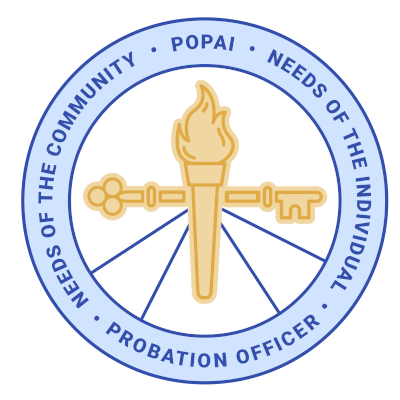 POPAI
NEEDS OF THE INDIVIDUAL
PROBATION OFFICER
NEEDS OF THE COMMUNITY